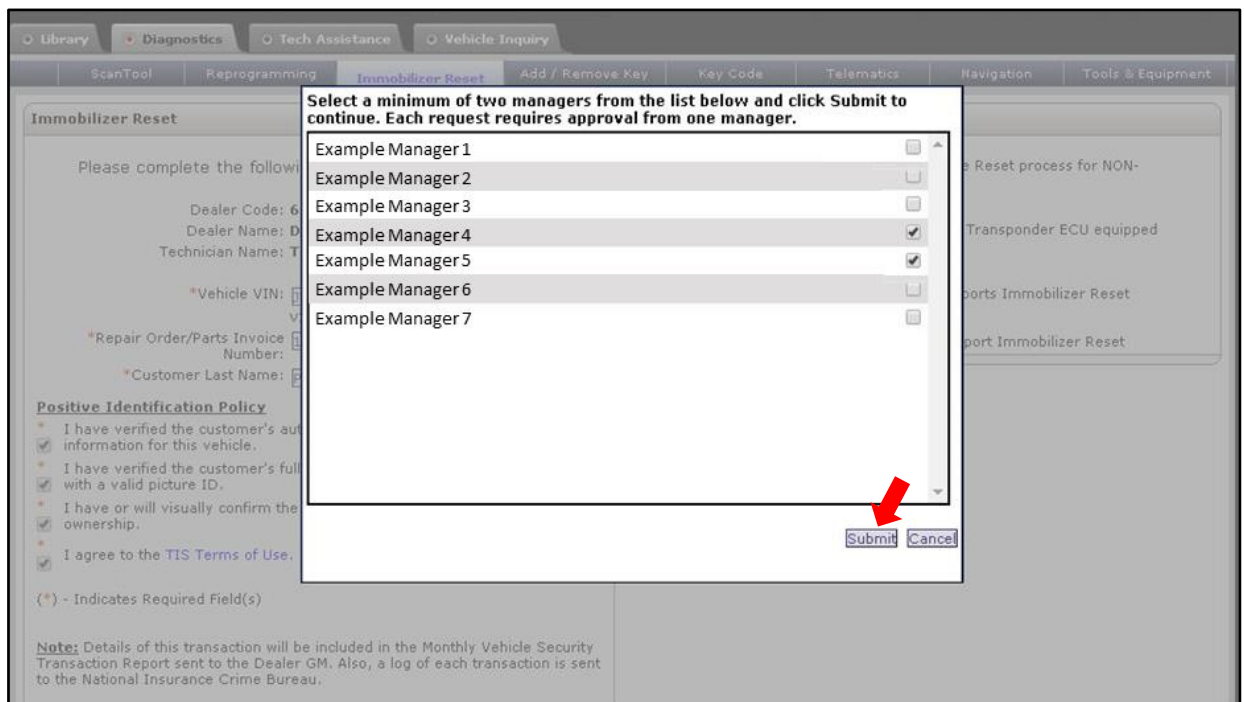 Library Diagnostics Tech Assistance Vehicle Inquiry
ScanTool Reprogramming Immobilizer Reset Add / Remove Key Key Code Telematics Navigation Tools & Equipment
Immobilizer Reset
Select a minimum of two managers from the list below and click Submit to
continue. Each request requires approval from one manager.
Example Manager 1
Example Manager 2
Example Manager 3
Example Manager 4
Example Manager 5
Example Manager 6
Example Manager 7
Submit Cancel
Please complete the
Dealer Code: 6
Dealer Name: D
Technician Name: T
*Vehicle VIN:
*Repair Order/Parts Invoice
Number:
*Customer Last Name:
Positive Identification Policy
* I have verified the customer's
information for this vehicle.
* I have verified the customer's full
with a valid picture ID.
* I have or will visually confirm the
ownership.
*
I agree to the TIS Terms of Use.
(*) - Indicates Required Field(s)
Note: Details of this transaction will be included in the Monthly Vehicle Security
Transaction Report sent to the Dealer GM. Also, a log of each transaction is sent
to the National Insurance Crime Bureau.
Reset process for NON-
Transponder ECU equipped
Immobilizer Reset
Immobilizer Reset